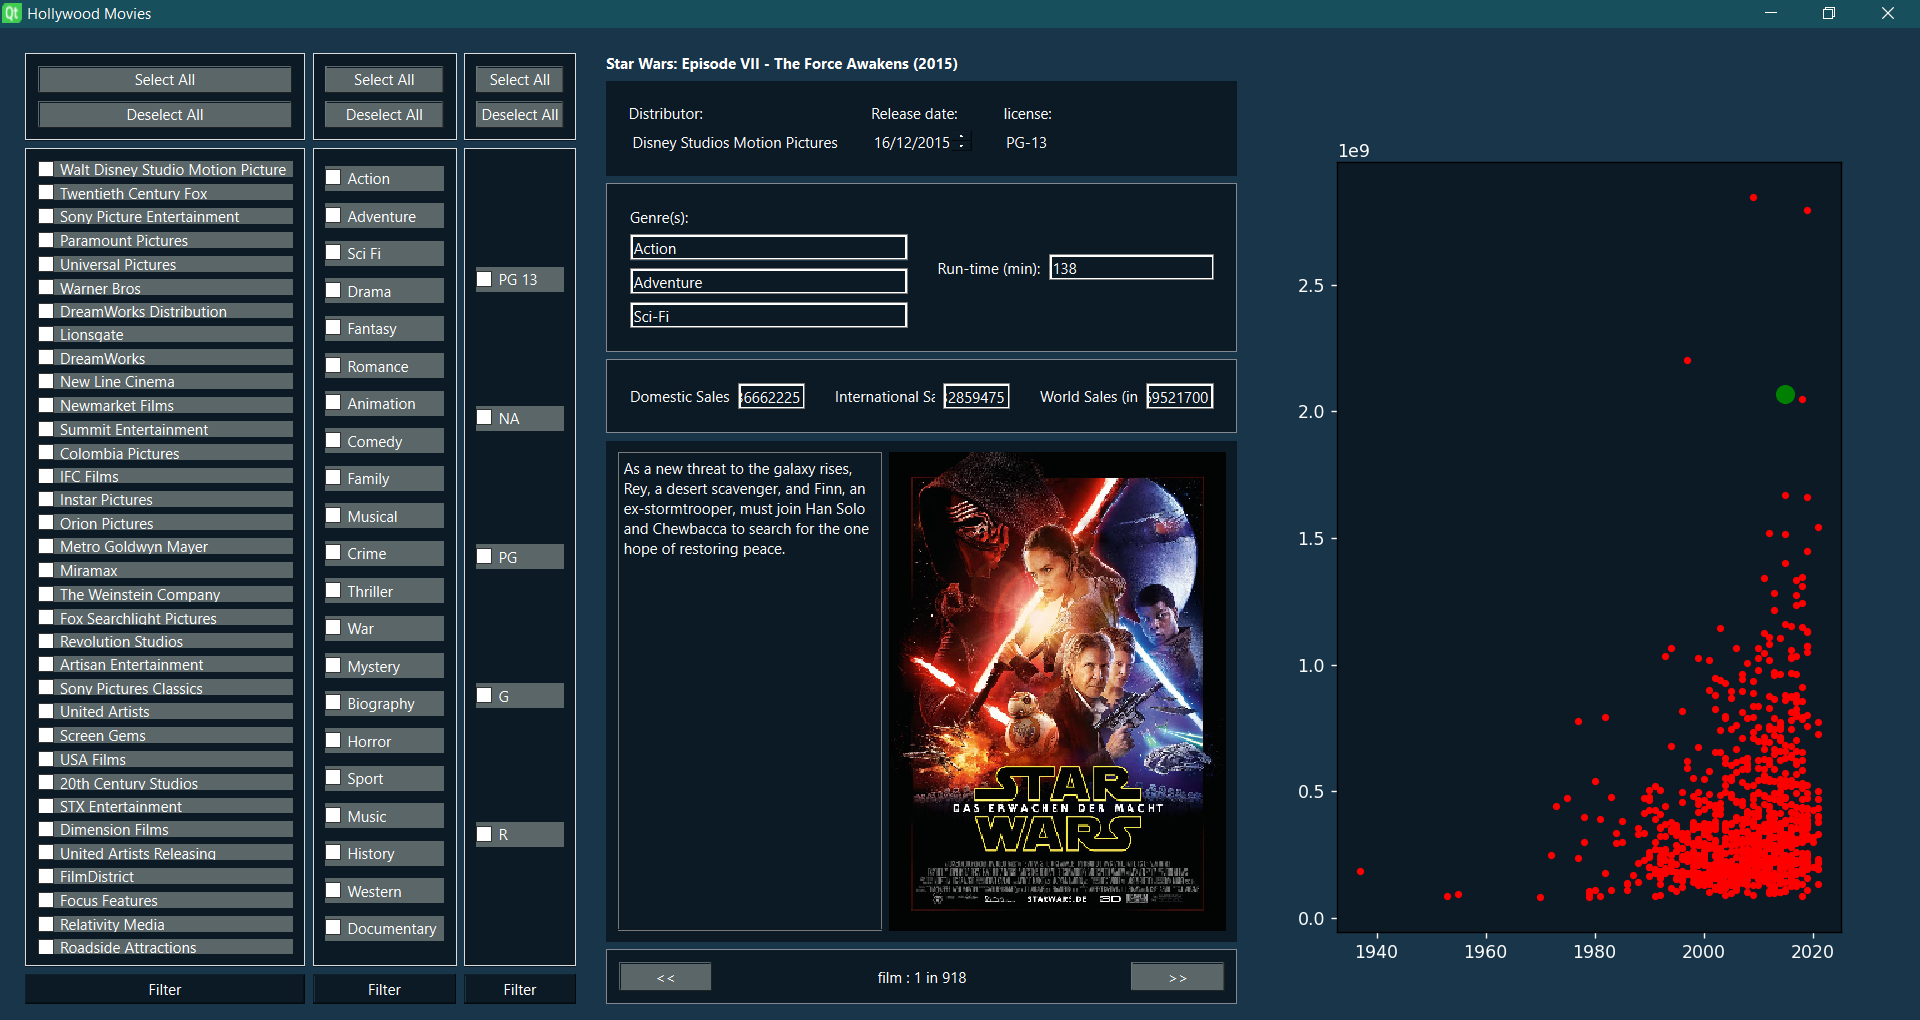 Qt Hollywood Movies
Select All
Deselect All
Select All
Deselect All
Select All
Deselect All
Walt Disney Studio Motion Picture
Twentieth Century Fox
Sony Picture Entertainment
Paramount Pictures
Universal Pictures
Warner Bros
DreamWorks Distribution
Lionsgate
DreamWorks
New Line Cinema
Newmarket Films
Summit Entertainment
Colombia Pictures
IFC Films
Instar Pictures
Orion Pictures
Metro Goldwyn Mayer
Miramax
The Weinstein Company
Fox Searchlight Pictures
Revolution Studios
Artisan Entertainment
Sony Pictures Classics
United Artists
Screen Gems
USA Films
20th Century Studios
STX Entertainment
Dimension Films
United Artists Releasing
FilmDistrict
Focus Features
Relativity Media
Roadside Attractions
Filter
Action
Adventure
Sci Fi
Drama
Fantasy
Romance
Animation
Comedy
Family
Musical
Crime
Thriller
War
Mystery
Biography
Horror
Sport
Music
History
Western
Documentary
Filter
PG 13
NA
PG
G
R
Filter
Star Wars: Episode VII - The Force Awakens (2015)
Distributor:
Disney Studios Motion Pictures
Release date:
16/12/2015
license:
PG-13
Genre(s):
Action
Adventure
Sci-Fi
Run-time (min): 138
Domestic Sales 6662225
International Sa 2859475
World Sales (in 9521700
As a new threat to the galaxy rises,
Rey, a desert scavenger, and Finn, an
ex-stormtrooper, must join Han Solo
and Chewbacca to search for the one
hope of restoring peace.
STAR
DAS ERWACHEN DER MACHT
WARS
STARWARS.DE
3D
<< film : 1 in 918 >>
1e9
2.5
2.0
1.5
1.0
0.5
0.0
1940 1960 1980 2000 2020